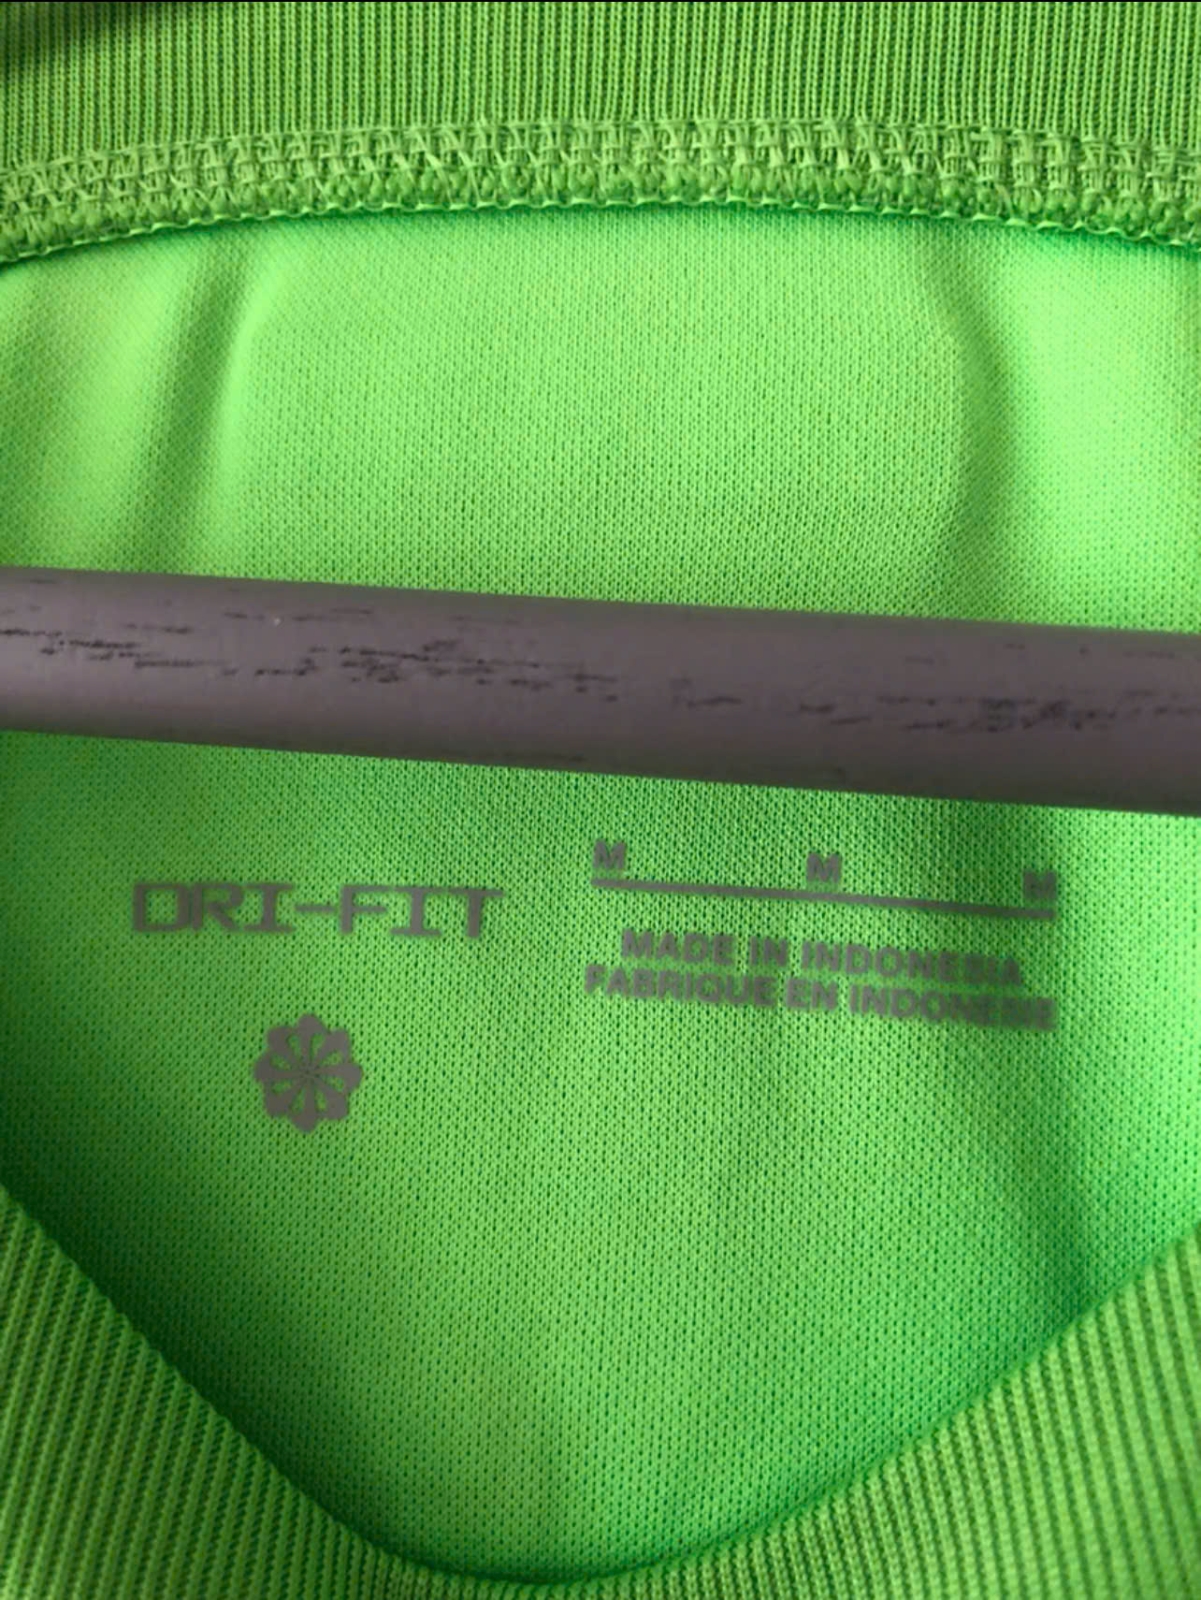 DRI-FIT
M M M
MADE IN INDONESIA
FABRIQUE EN INDONESIE